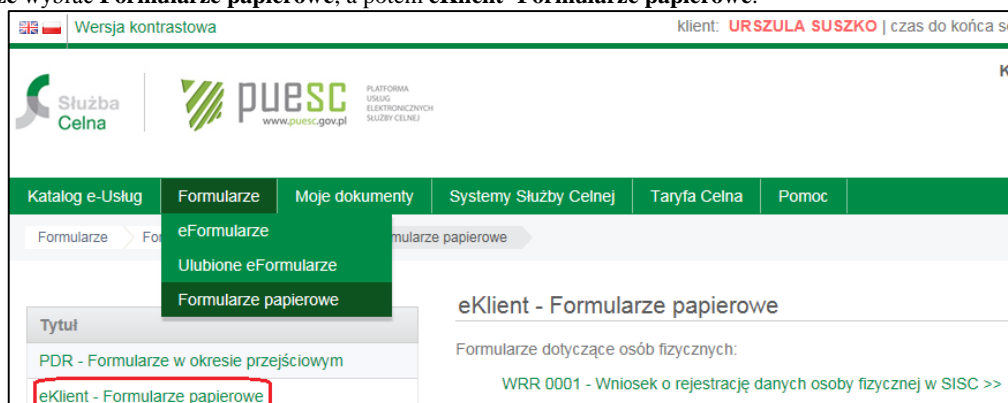 wybrać Formularze papierowe, a potem eKlient- Formularze papierowe.
Wersja kontrastowa
klient: URSZULA SUSZKO | czas do końca
Służba
Celna
puesc
www.puesc.gov.pl
PLATFORMA
USŁUG
ELEKTRONICZNYCH
SŁUŻBY CELNEJ
Katalog e-Usług Formularze Moje dokumenty Systemy Służby Celnej Taryfa Celna Pomoc
Formularze
eFormularze
Ulubione eFormularze
Formularze papierowe
papierowe
eKlient - Formularze papierowe
Tytuł
Formularze dotyczące osób fizycznych:
PDR - Formularze w okresie przejściowym
WRR 0001 - Wniosek o rejestrację danych osoby fizycznej w SISC >>
eKlient - Formularze papierowe